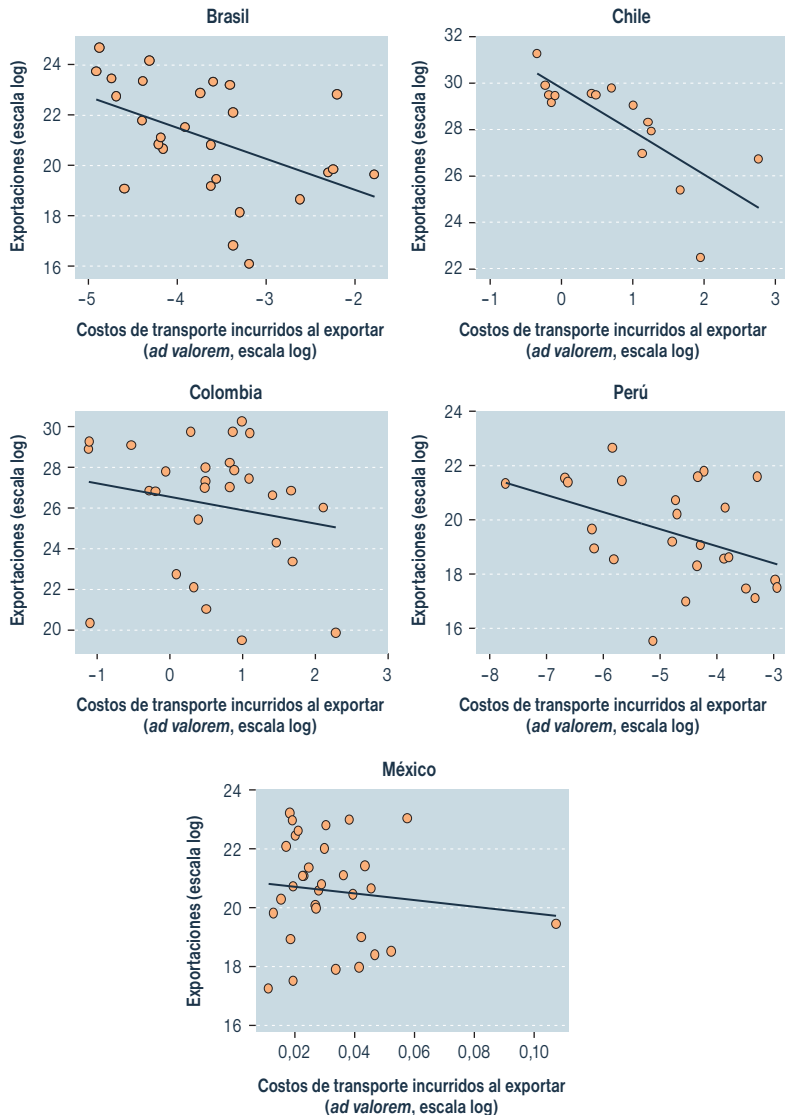 Brasil
Exportaciones (escala log)
24
22
20
18
16
−5 −4 −3 −2
Costos de transporte incurridos al exportar
(ad valorem, escala log)
Chile
Exportaciones (escala log)
32
30
28
26
24
22
−1 0 1 2 3
Costos de transporte incurridos al exportar
(ad valorem, escala log)
Colombia
Exportaciones (escala log)
30
28
26
24
22
20
−1 0 1 2 3
Costos de transporte incurridos al exportar
(ad valorem, escala log)
Perú
Exportaciones (escala log)
24
22
20
18
16
−8 −7 −6 −5 −4 −3
Costos de transporte incurridos al exportar
(ad valorem, escala log)
México
Exportaciones (escala log)
24
22
20
18
16
0,02 0,04 0,06 0,08 0,10
Costos de transporte incurridos al exportar
(ad valorem, escala log)